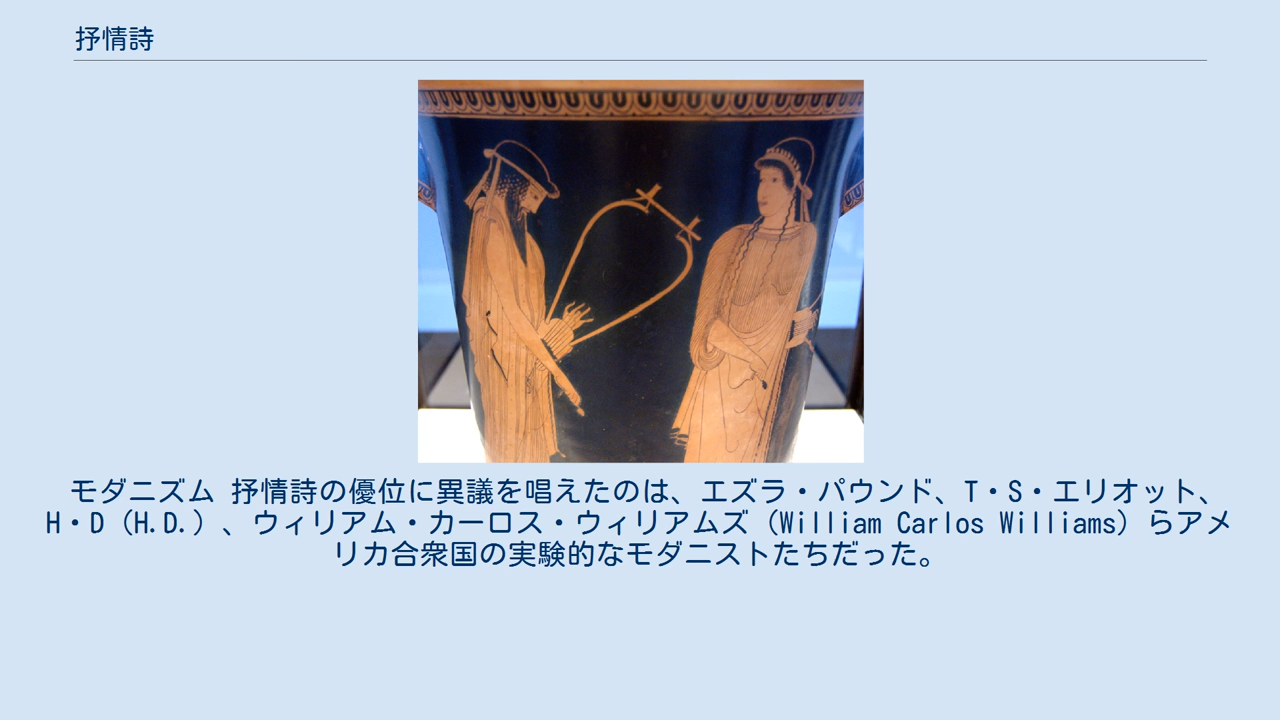 抒情詩
モダニズム 抒情詩の優位に異議を唱えたのは、エズラ・パウンド、T・S・エリオット、
H・D（H.D.）、ウィリアム・カーロス・ウィリアムズ（William Carlos Williams）らアメ
リカ合衆国の実験的なモダニストたちだった。